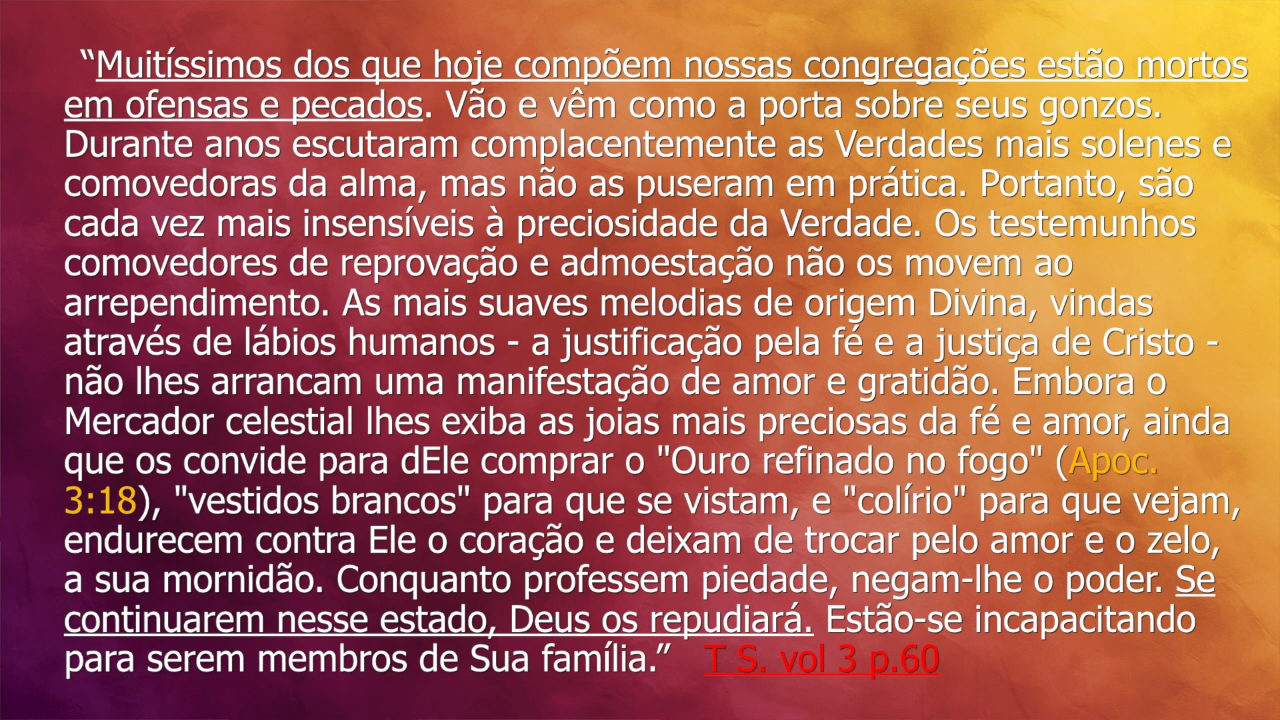 “Muitíssimos dos que hoje compõem nossas congregações estão mortos
em ofensas e pecados. Vão e vêm como a porta sobre seus gonzos.
Durante anos escutaram complacentemente as Verdades mais solenes e
comovedoras da alma, mas não as puseram em prática. Portanto, são
cada vez mais insensíveis à preciosidade da Verdade. Os testemunhos
comovedores de reprovação e admoestação não os movem ao
arrependimento. As mais suaves melodias de origem Divina, vindas
através de lábios humanos - a justificação pela fé e a justiça de Cristo -
não lhes arrancam uma manifestação de amor e gratidão. Embora o
Mercador celestial lhes exiba as joias mais preciosas da fé e amor, ainda
que os convide para dEle comprar o "Ouro refinado no fogo" (Apoc.
3:18), "vestidos brancos" para que se vistam, e "colírio" para que vejam,
endurecem contra Ele o coração e deixam de trocar pelo amor e o zelo,
a sua mornidão. Conquanto professem piedade, negam-lhe o poder. Se
continuarem nesse estado, Deus os repudiará. Estão-se incapacitando
para serem membros de Sua família.” T S. vol 3 p.60